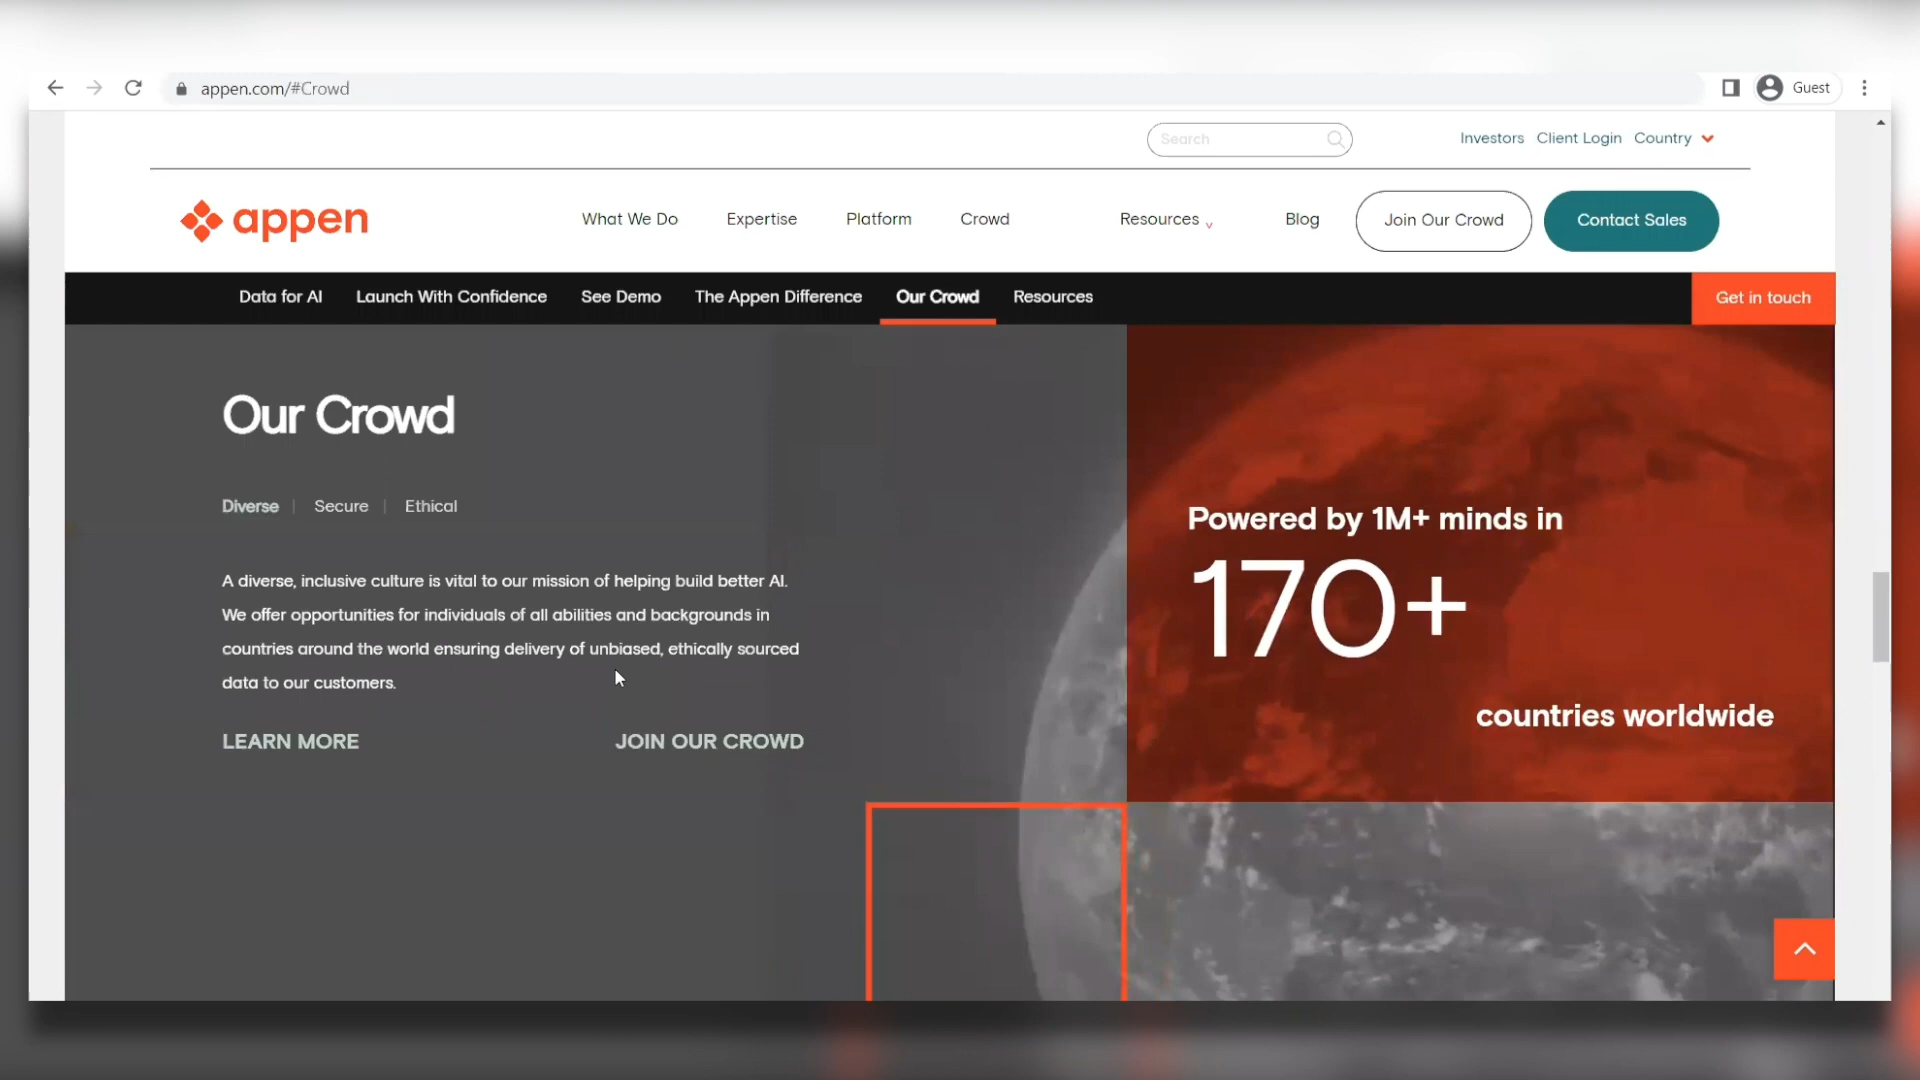 appen.com/#Crowd
Guest
Search
Investors Client Login Country
appen
What We Do Expertise Platform Crowd Resources Blog Join Our Crowd Contact Sales
Data for AI Launch With Confidence See Demo The Appen Difference Our Crowd Resources Get in touch
Our Crowd
Diverse | Secure | Ethical
A diverse, inclusive culture is vital to our mission of helping build better AI.
We offer opportunities for individuals of all abilities and backgrounds in
countries around the world ensuring delivery of unbiased, ethically sourced
data to our customers.
LEARN MORE JOIN OUR CROWD
Powered by 1M+ minds in
170+
countries worldwide